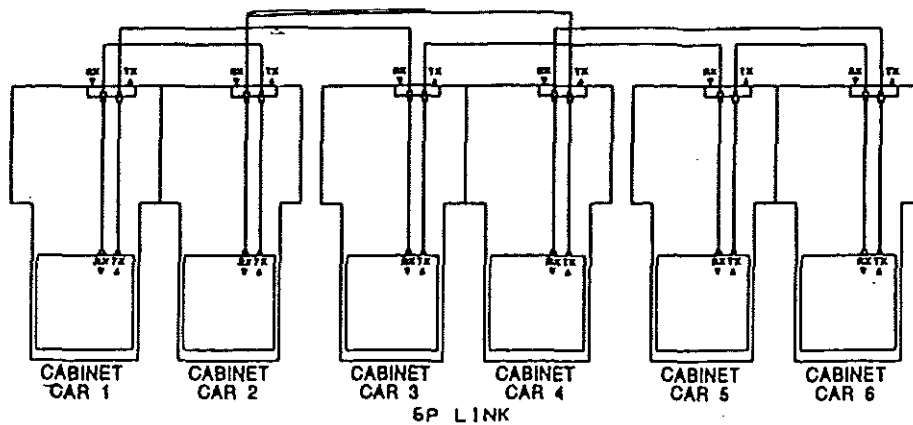 RX TX RX TX RX TX RX TX RX TX RX TX
RX TX RX TX RX TX RX TX RX TX RX TX
CABINET CAR 1
CABINET CAR 2
CABINET CAR 3
CABINET CAR 4
CABINET CAR 5
CABINET CAR 6
6P LINK